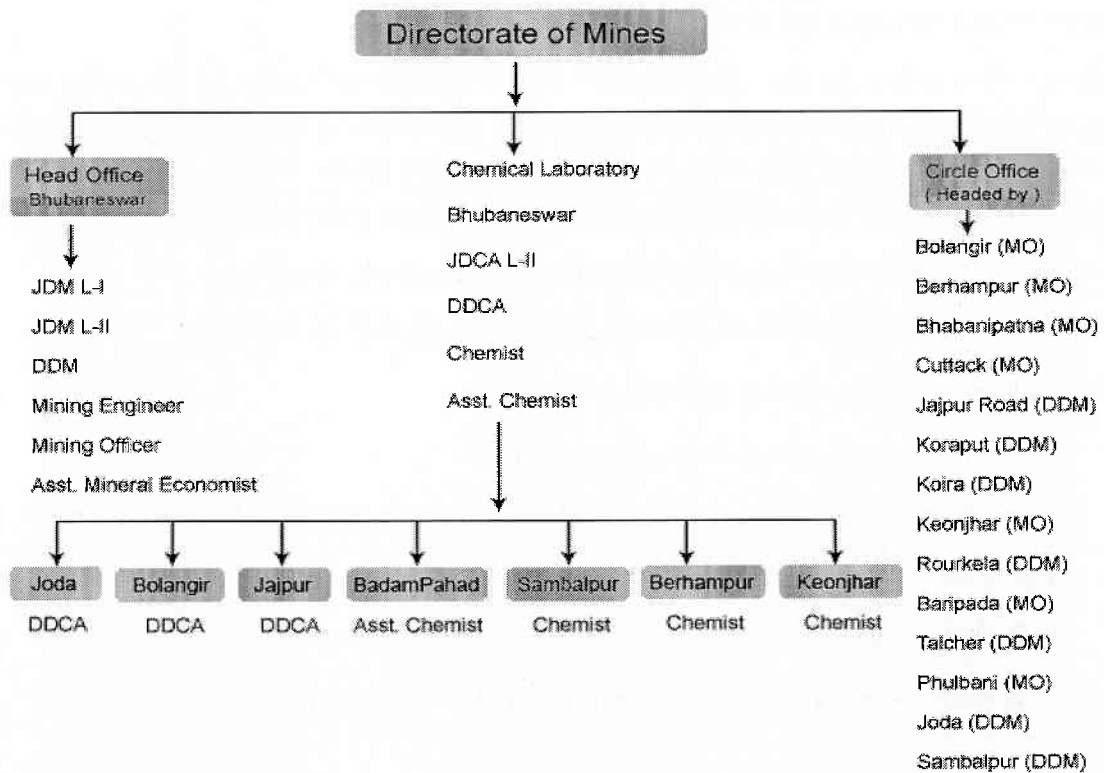 Directorate of Mines
Head Office
Bhubaneswar
JDM L-I
JDM L-II
DDM
Mining Engineer
Mining Officer
Asst. Mineral Economist
Chemical Laboratory
Bhubaneswar
JDCA L-II
DDCA
Chemist
Asst. Chemist
Joda
DDCA
Bolangir
DDCA
Jajpur
DDCA
BadamPahad
Asst. Chemist
Sambalpur
Chemist
Berhampur
Chemist
Keonjhar
Chemist
Circle Office
( Headed by )
Bolangir (MO)
Berhampur (MO)
Bhabanipatna (MO)
Cuttack (MO)
Jajpur Road (DDM)
Koraput (DDM)
Koira (DDM)
Keonjhar (MO)
Rourkela (DDM)
Baripada (MO)
Talcher (DDM)
Phulbani (MO)
Joda (DDM)
Sambalpur (DDM)